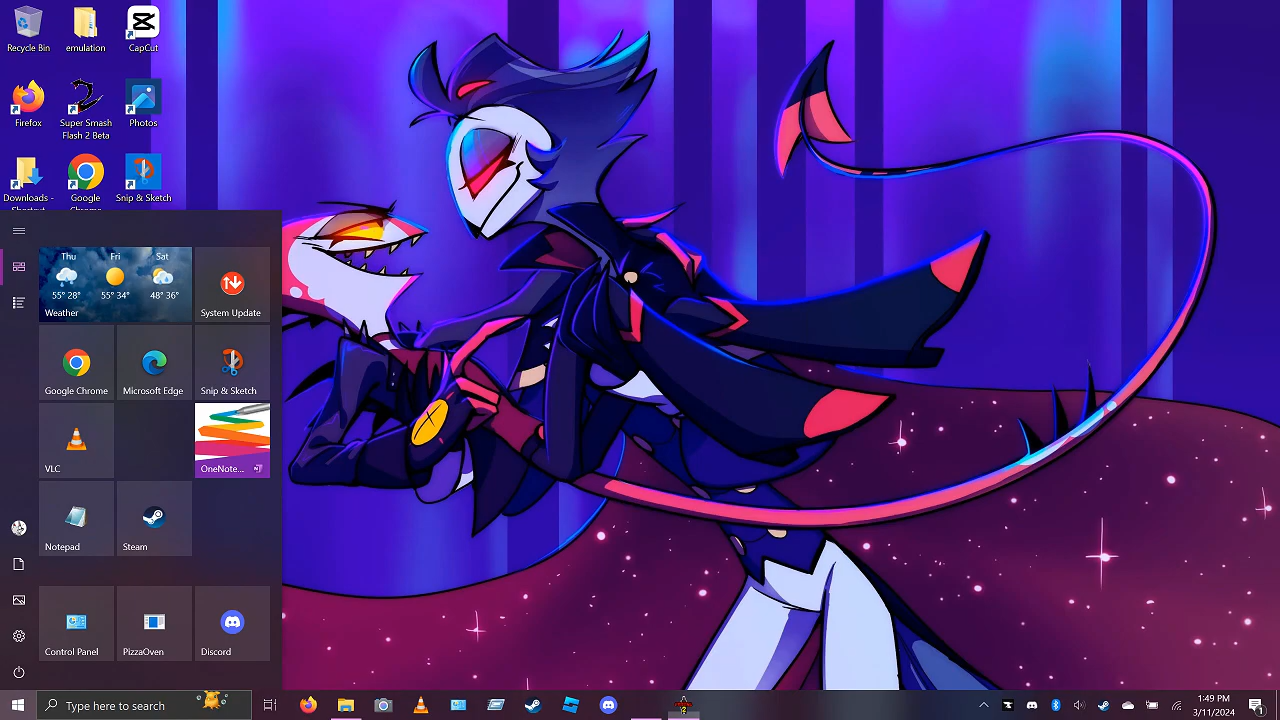 Recycle Bin
emulation
CapCut
Firefox
Super Smash
Flash 2 Beta
Photos
Downloads -
Google
Snip & Sketch
Thu
Fri
Sat
55° 28°
55° 34°
48° 36°
Weather
System Update
Google Chrome
Microsoft Edge
Snip & Sketch
VLC
OneNote...
Notepad
Steam
Control Panel
PizzaOven
Discord
Type here to search
1:49 PM
3/11/2024